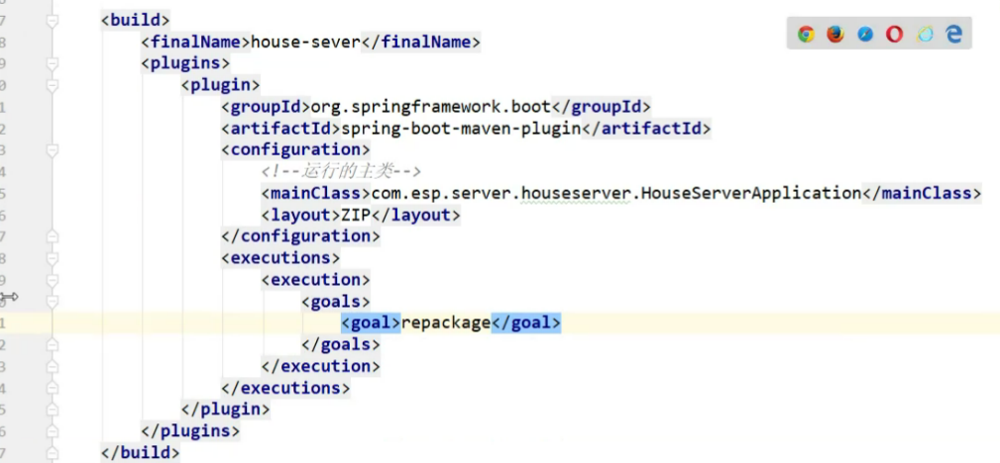 <build>
<finalName>house-sever</finalName>
<plugins>
<plugin>
<groupId>org.springframework.boot</groupId>
<artifactId>spring-boot-maven-plugin</artifactId>
<configuration>
<!--运行的主类-->
<mainClass>com.esp.server.houseserver.HouseServerApplication</mainClass>
<layout>ZIP</layout>
</configuration>
<executions>
<execution>
<goals>
<goal>repackage</goal>
</goals>
</execution>
</executions>
</plugin>
</plugins>
</build>